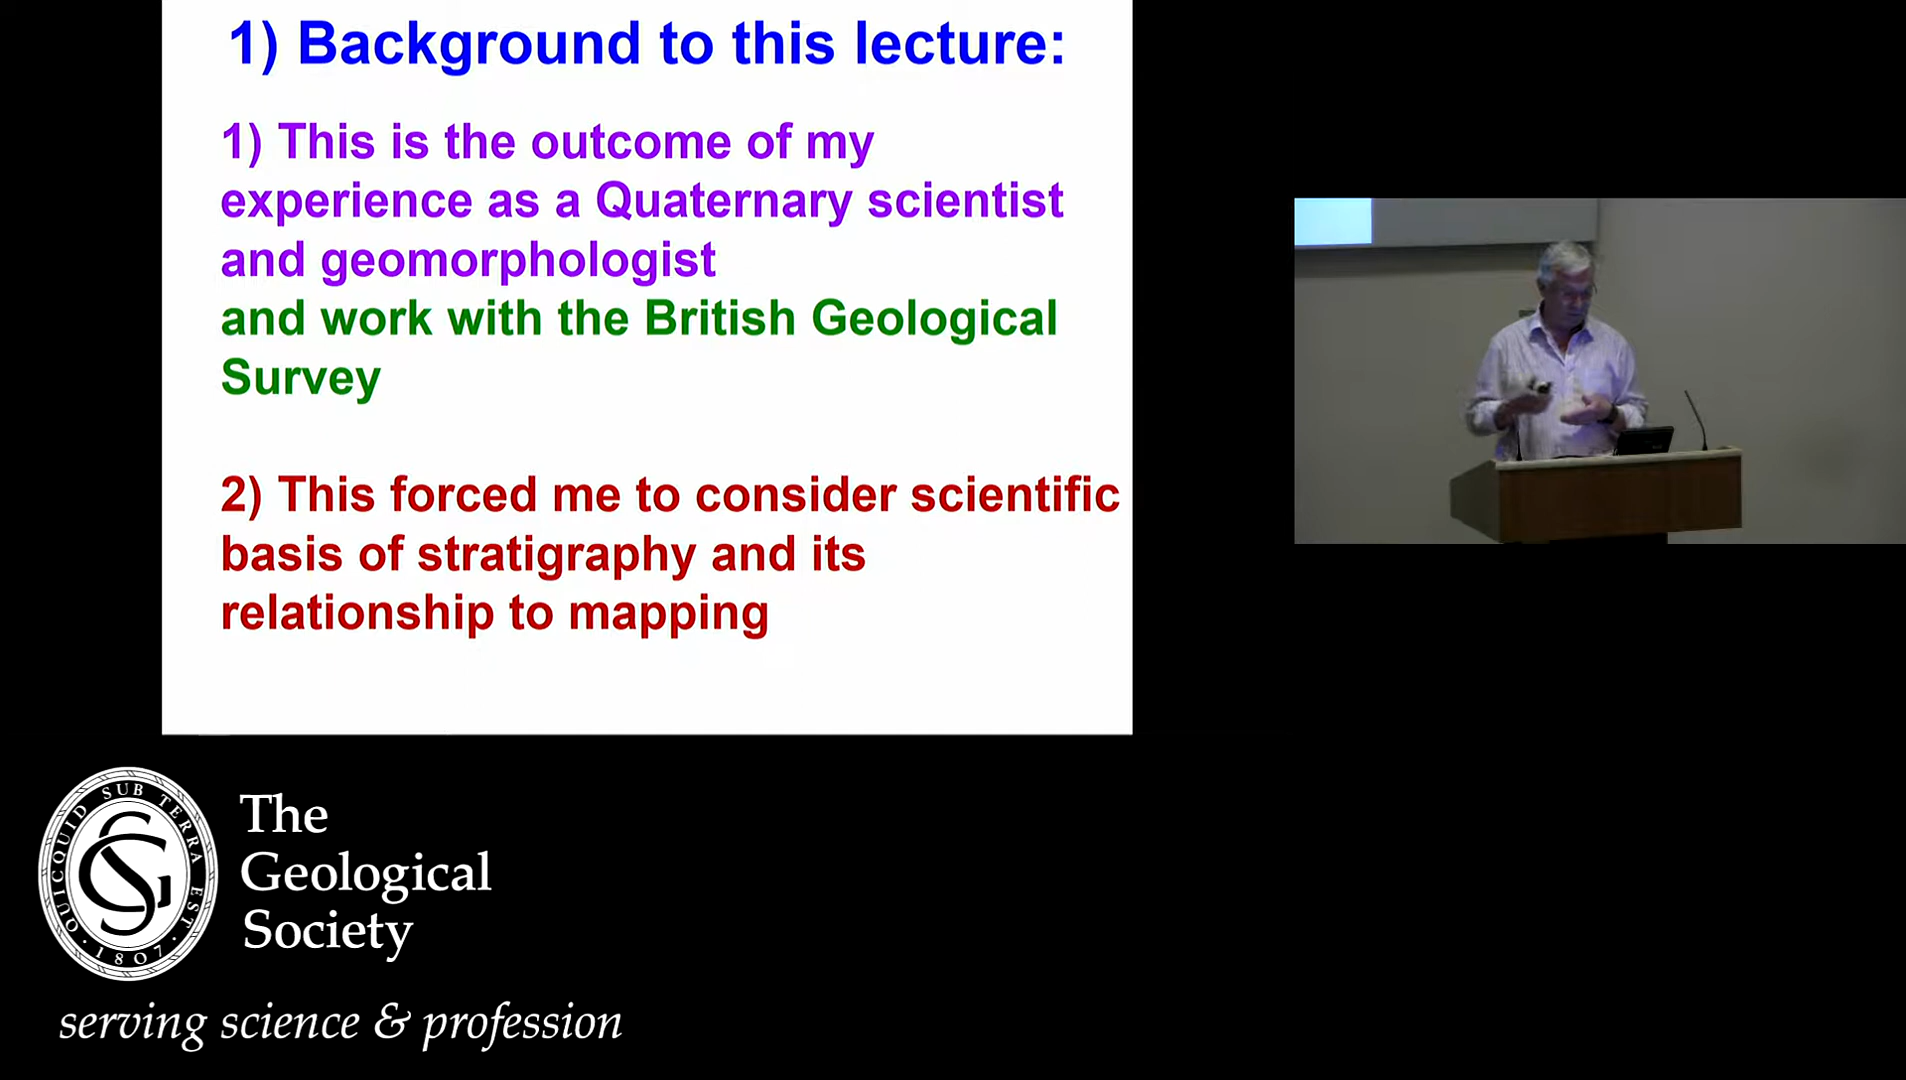 1) Background to this lecture:
1) This is the outcome of my
experience as a Quaternary scientist
and geomorphologist
and work with the British Geological
Survey
2) This forced me to consider scientific
basis of stratigraphy and its
relationship to mapping
QUICQUID SUB TERRA EST
GS
1807
The
Geological
Society
serving science & profession